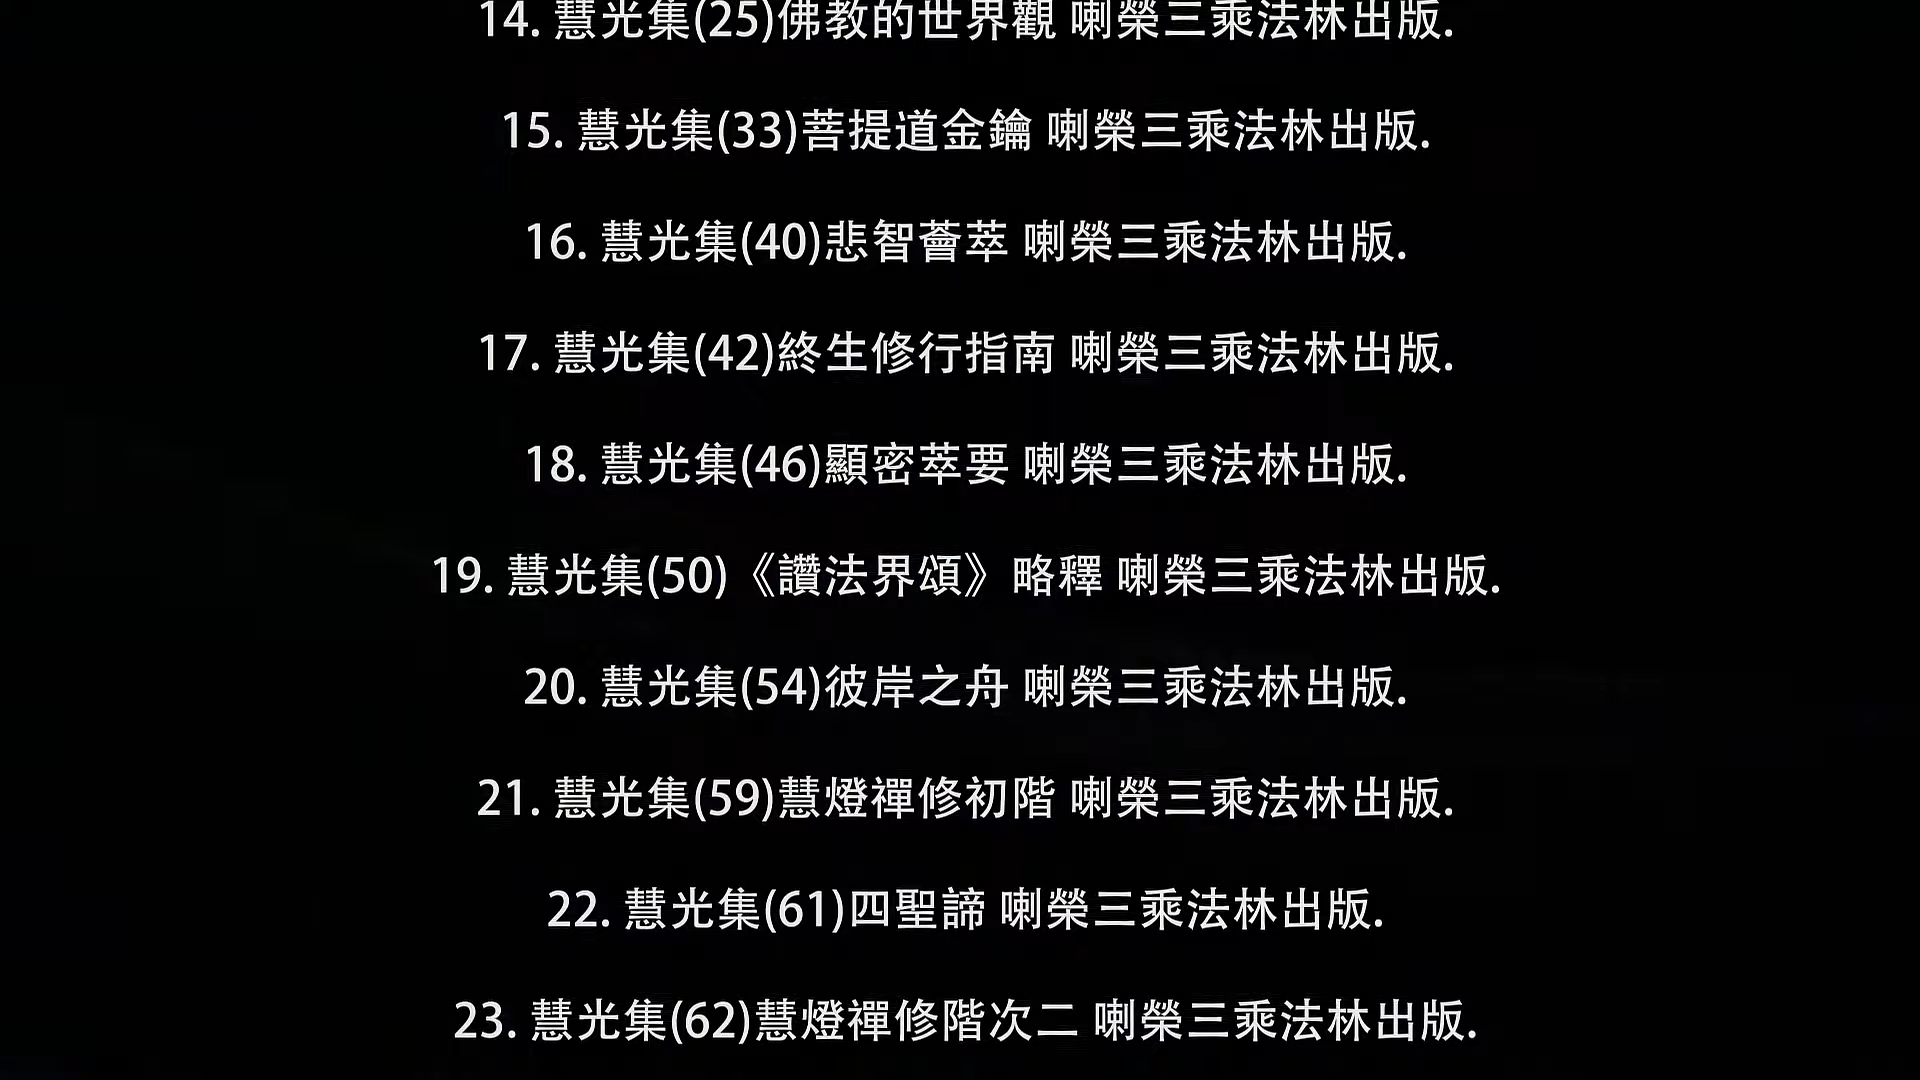 14. 慧光集(25)佛教的世界觀 喇榮三乘法林出版.
15. 慧光集(33)菩提道金鑰 喇榮三乘法林出版.
16. 慧光集(40)悲智薈萃 喇榮三乘法林出版.
17. 慧光集(42)終生修行指南 喇榮三乘法林出版.
18. 慧光集(46)顯密萃要 喇榮三乘法林出版.
19. 慧光集(50)《讚法界頌》略釋 喇榮三乘法林出版.
20. 慧光集(54)彼岸之舟 喇榮三乘法林出版.
21. 慧光集(59)慧燈禪修初階 喇榮三乘法林出版.
22. 慧光集(61)四聖諦 喇榮三乘法林出版.
23. 慧光集(62)慧燈禪修階次二 喇榮三乘法林出版.